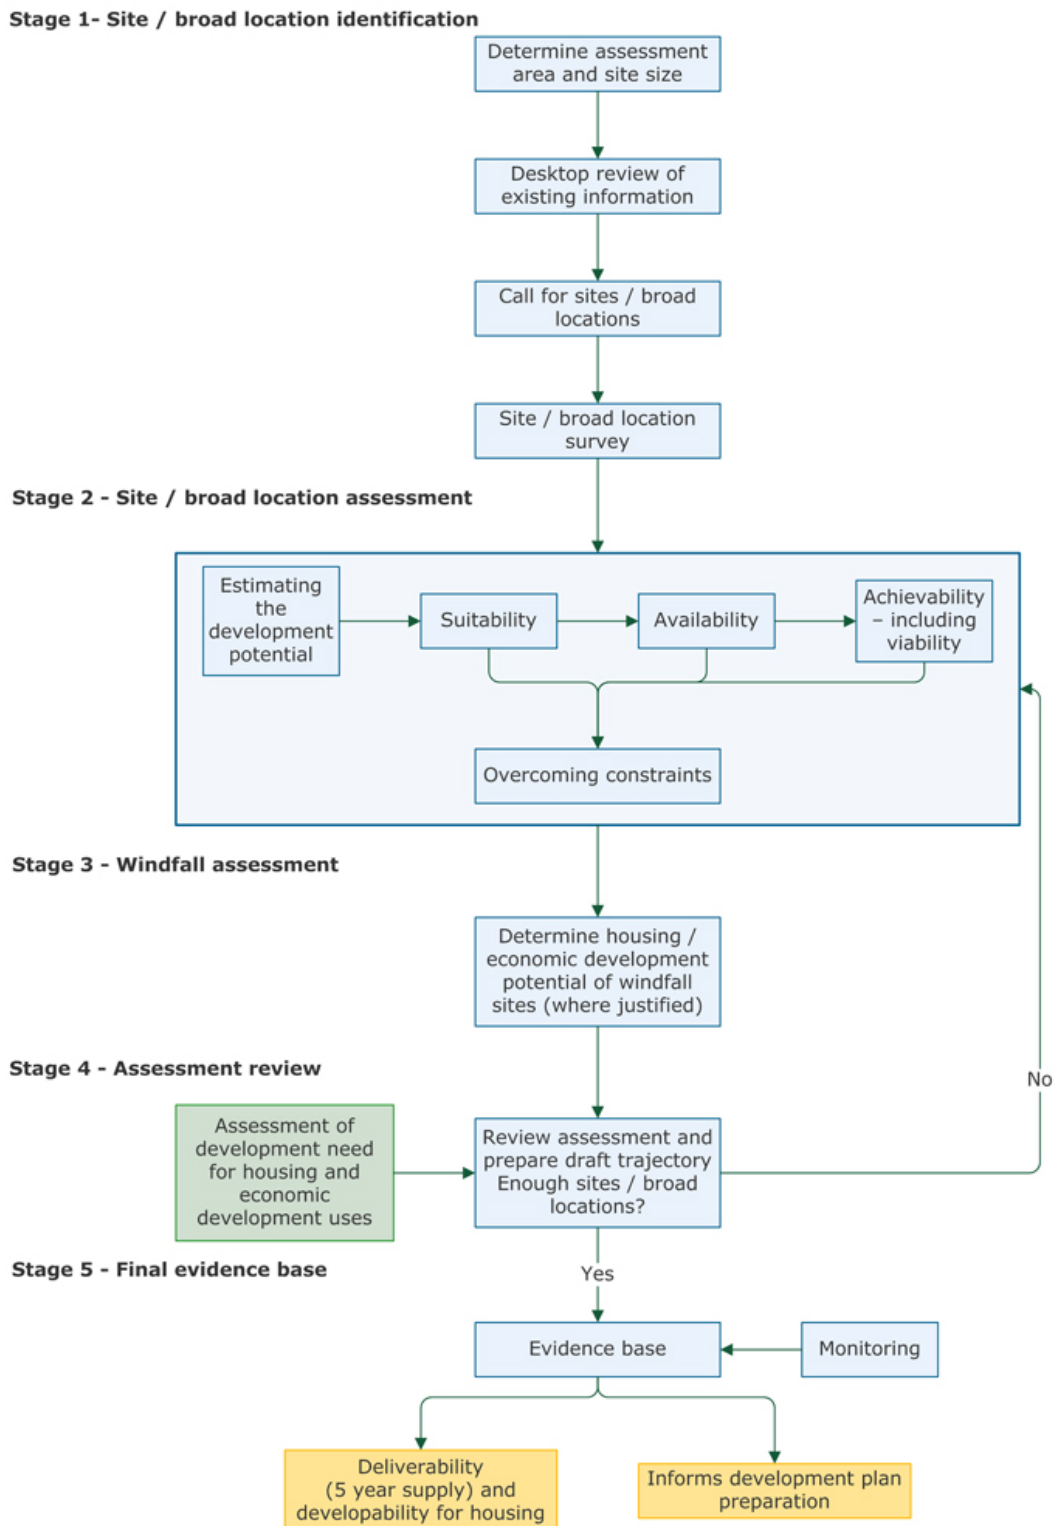 Stage 1- Site / broad location identification
Determine assessment
area and site size
Desktop review of
existing information
Call for sites / broad
locations
Site / broad location
survey
Stage 2 - Site / broad location assessment
Estimating
the
development
potential
Suitability
Availability
Achievability
– including
viability
Overcoming constraints
Stage 3 - Windfall assessment
Determine housing /
economic development
potential of windfall
sites (where justified)
Stage 4 - Assessment review
No
Assessment of
development need
for housing and
economic
development uses
Review assessment and
prepare draft trajectory
Enough sites / broad
locations?
Stage 5 - Final evidence base
Yes
Evidence base
Monitoring
Deliverability
(5 year supply) and
developability for housing
Informs development plan
preparation